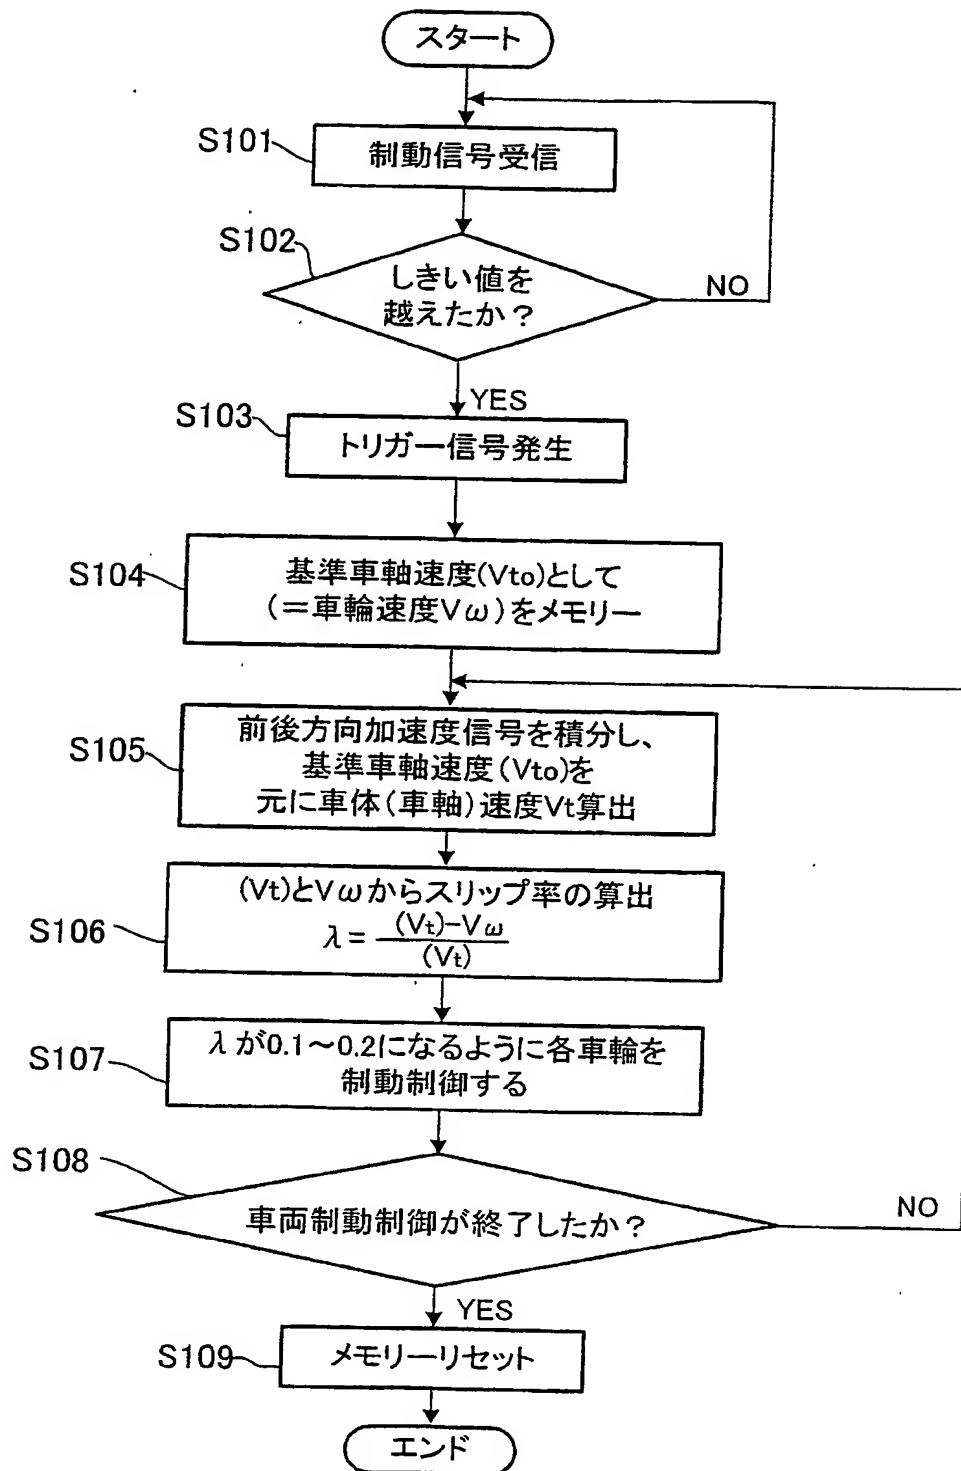 スタート
S101
制動信号受信
S102
しきい値を
越えたか？
NO
YES
S103
トリガー信号発生
S104
基準車軸速度(Vto)として
(＝車輪速度Vω)をメモリー
S105
前後方向加速度信号を積分し、
基準車軸速度(Vto)を
元に車体(車軸)速度Vt算出
S106
(Vt)とVωからスリップ率の算出
λ= (Vt)-Vω
(Vt)
S107
λが0.1～0.2になるように各車輪を
制動制御する
S108
車両制動制御が終了したか？
NO
YES
S109
メモリーリセット
エンド